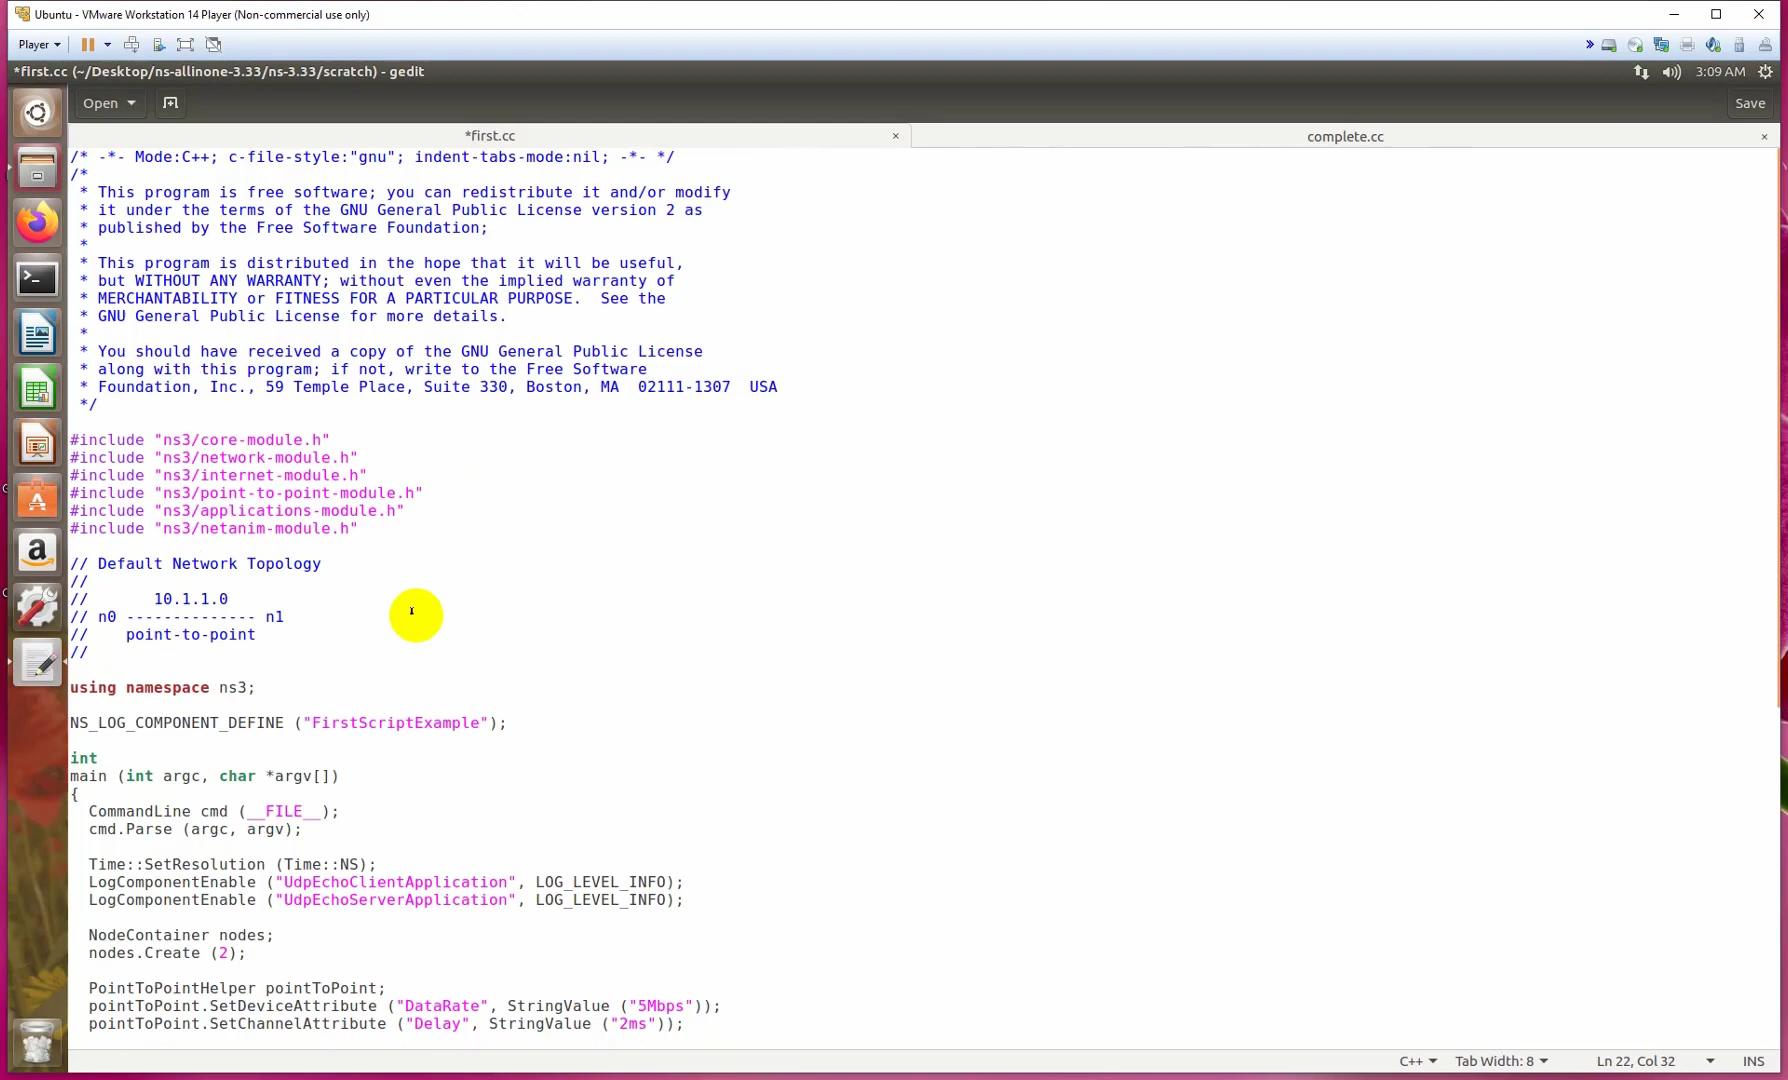 Ubuntu - VMware Workstation 14 Player (Non-commercial use only)
Player
*first.cc (~/Desktop/ns-allinone-3.33/ns-3.33/scratch) - gedit
3:09 AM
Open
Save
*first.cc
complete.cc
/* -*- Mode:C++; c-file-style:"gnu"; indent-tabs-mode:nil; -*- */
/*
 * This program is free software; you can redistribute it and/or modify
 * it under the terms of the GNU General Public License version 2 as
 * published by the Free Software Foundation;
 *
 * This program is distributed in the hope that it will be useful,
 * but WITHOUT ANY WARRANTY; without even the implied warranty of
 * MERCHANTABILITY or FITNESS FOR A PARTICULAR PURPOSE.  See the
 * GNU General Public License for more details.
 *
 * You should have received a copy of the GNU General Public License
 * along with this program; if not, write to the Free Software
 * Foundation, Inc., 59 Temple Place, Suite 330, Boston, MA  02111-1307  USA
 */
#include "ns3/core-module.h"
#include "ns3/network-module.h"
#include "ns3/internet-module.h"
#include "ns3/point-to-point-module.h"
#include "ns3/applications-module.h"
#include "ns3/netanim-module.h"
// Default Network Topology
//
//       10.1.1.0
// n0 -------------- n1
//    point-to-point
//
using namespace ns3;
NS_LOG_COMPONENT_DEFINE ("FirstScriptExample");
int
main (int argc, char *argv[])
{
  CommandLine cmd (__FILE__);
  cmd.Parse (argc, argv);
  Time::SetResolution (Time::NS);
  LogComponentEnable ("UdpEchoClientApplication", LOG_LEVEL_INFO);
  LogComponentEnable ("UdpEchoServerApplication", LOG_LEVEL_INFO);
  NodeContainer nodes;
  nodes.Create (2);
  PointToPointHelper pointToPoint;
  pointToPoint.SetDeviceAttribute ("DataRate", StringValue ("5Mbps"));
  pointToPoint.SetChannelAttribute ("Delay", StringValue ("2ms"));
C++
Tab Width: 8
Ln 22, Col 32
INS